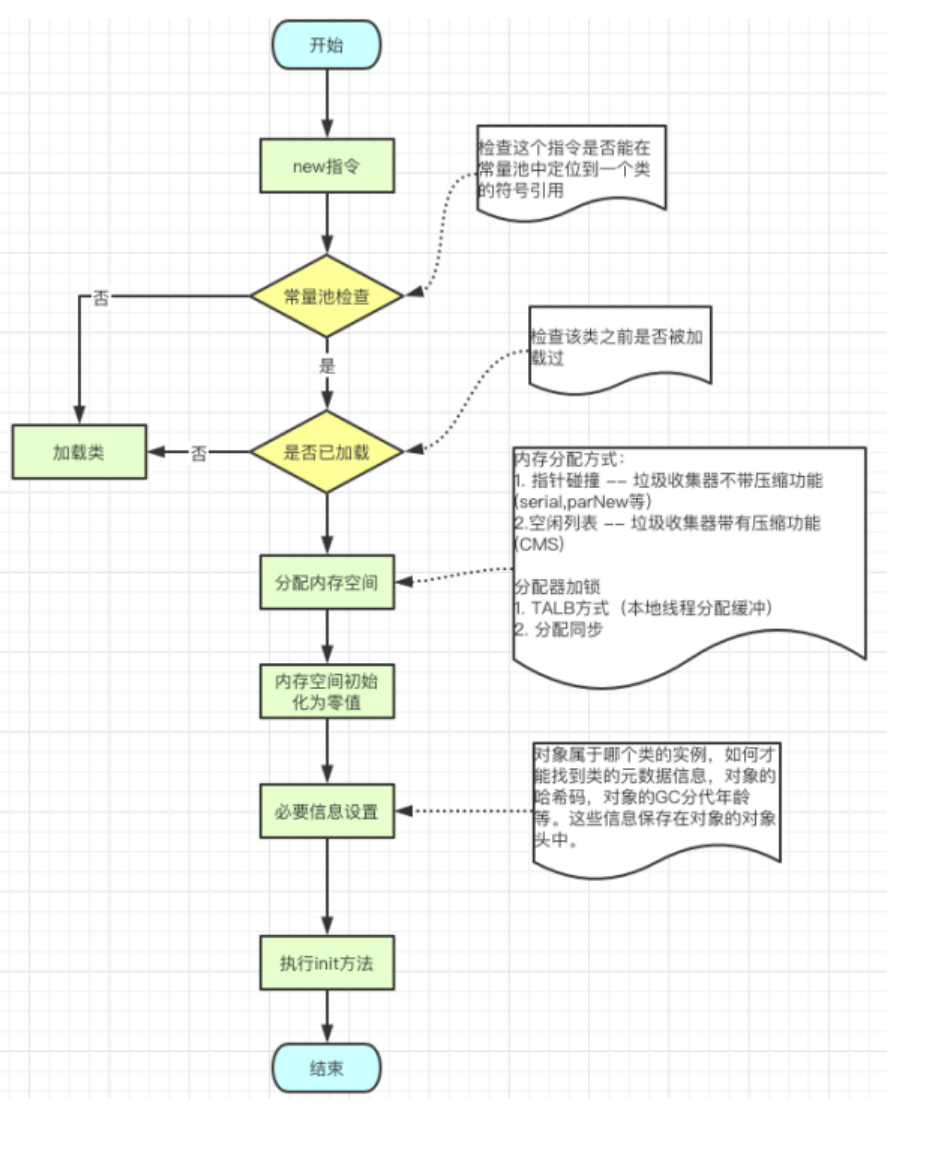 开始
new指令
检查这个指令是否能在
常量池中定位到一个类
的符号引用
常量池检查
否
检查该类之前是否被加
载过
是
加载类
否
是否已加载
内存分配方式：
1. 指针碰撞 -- 垃圾收集器不带压缩功能
(serial,parNew等)
2.空闲列表 -- 垃圾收集器带有压缩功能
(CMS)
分配器加锁
1. TALB方式（本地线程分配缓冲）
2. 分配同步
分配内存空间
内存空间初始
化为零值
对象属于哪个类的实例，如何才
能找到类的元数据信息，对象的
哈希码，对象的GC分代年龄
等。这些信息保存在对象的对象
头中。
必要信息设置
执行init方法
结束